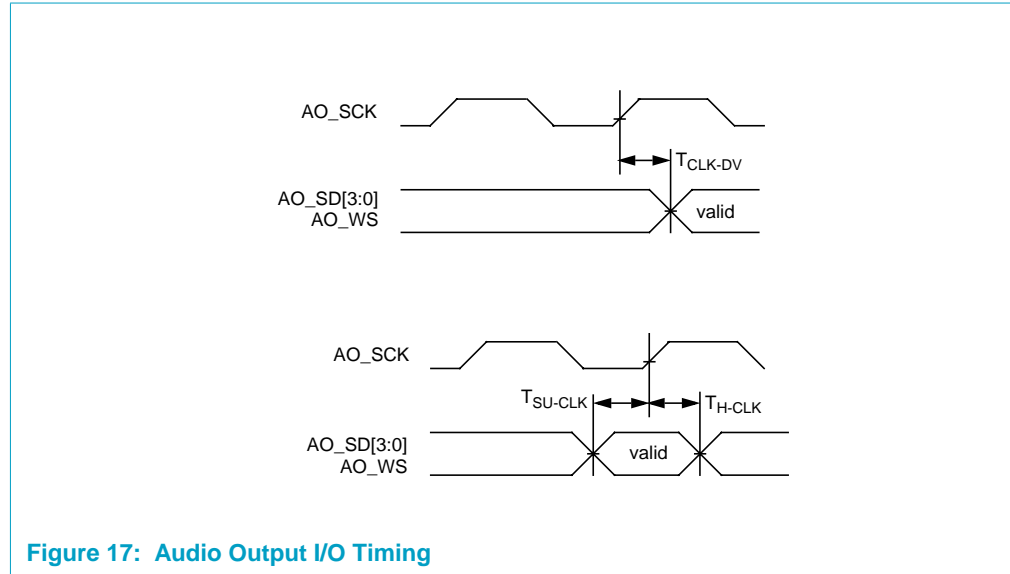 AO_SCK
TCLK-DV
AO_SD[3:0]
AO_WS
valid
AO_SCK
TSU-CLK
TH-CLK
AO_SD[3:0]
AO_WS
valid
Figure 17: Audio Output I/O Timing